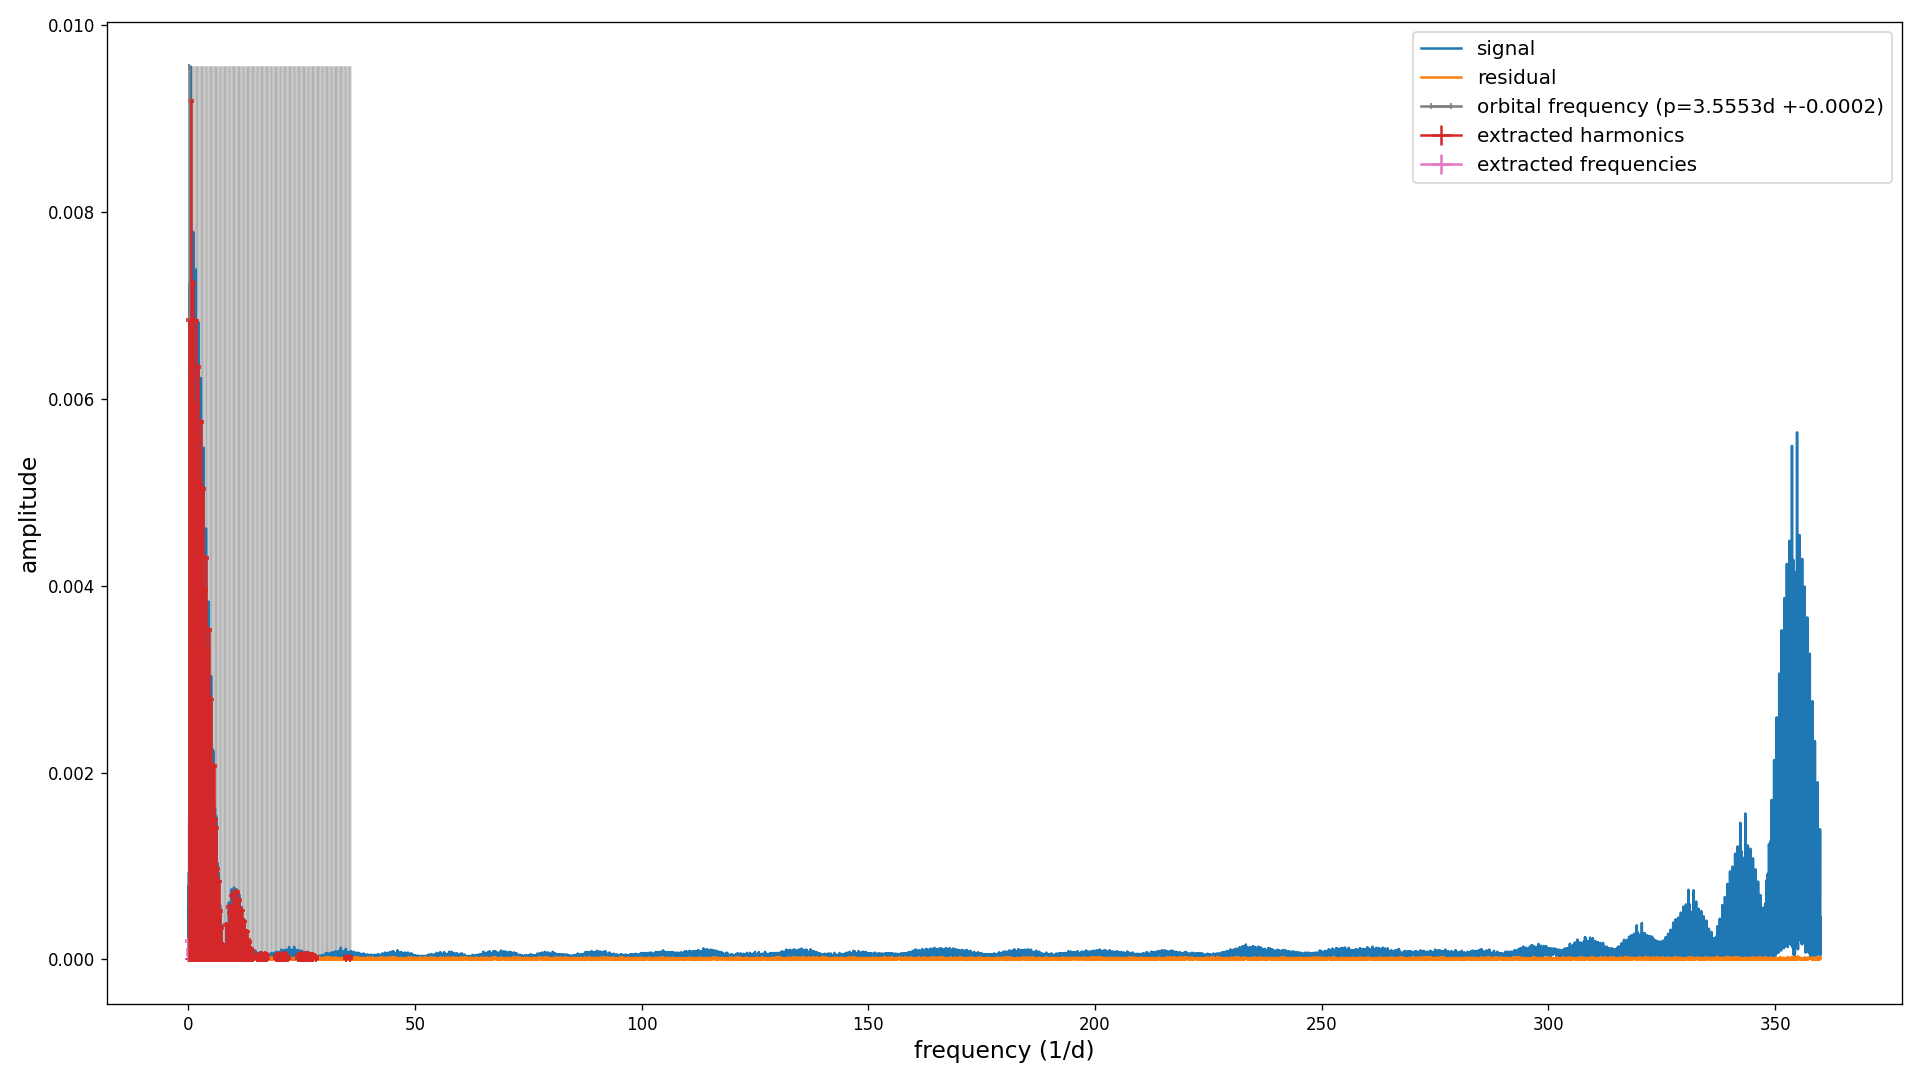 0.010
0.008
0.006
0.004
0.002
0.000
amplitude
0
50
100
150
200
250
300
350
frequency (1/d)
signal
residual
orbital frequency (p=3.5553d +-0.0002)
extracted harmonics
extracted frequencies